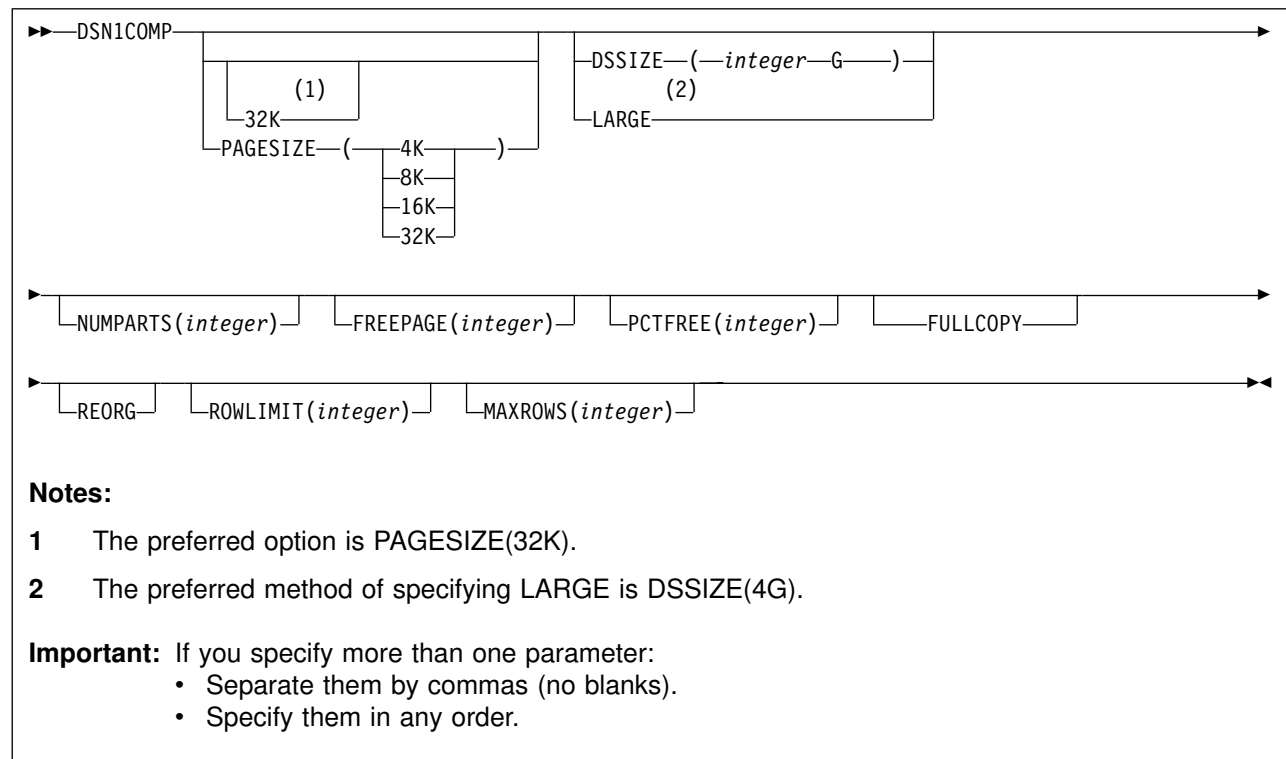 DSN1COMP
(1)
32K
PAGESIZE ( 4K )
8K
16K
32K
DSSIZE ( integer G )
(2)
LARGE
NUMPARTS(integer) FREEPAGE(integer) PCTFREE(integer) FULLCOPY
REORG ROWLIMIT(integer) MAXROWS(integer)
Notes:
1 The preferred option is PAGESIZE(32K).
2 The preferred method of specifying LARGE is DSSIZE(4G).
Important: If you specify more than one parameter:
• Separate them by commas (no blanks).
• Specify them in any order.